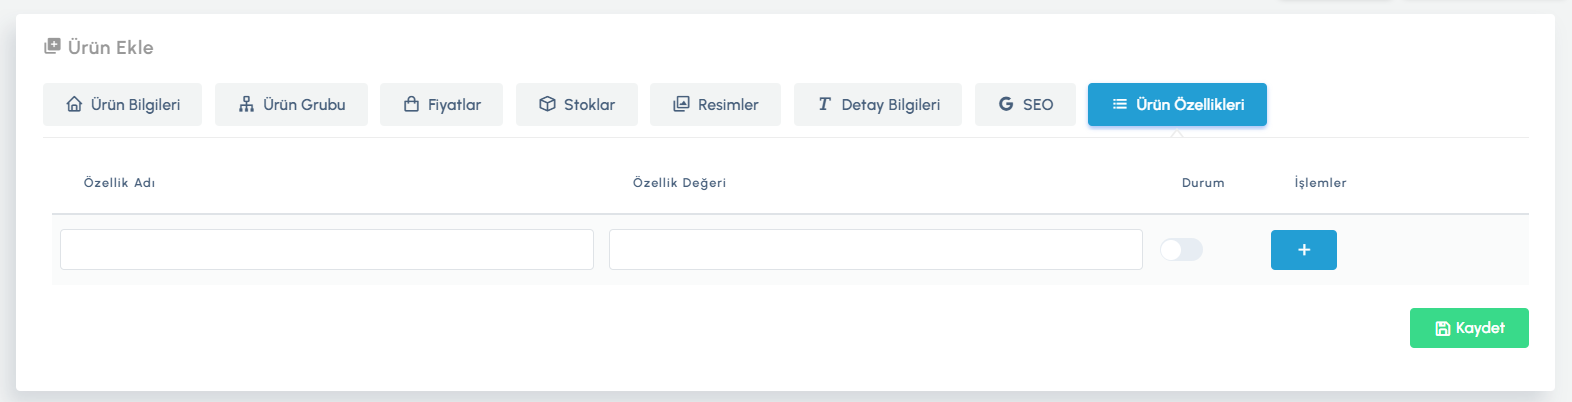 Ürün Ekle
Ürün Bilgileri Ürün Grubu Fiyatlar Stoklar Resimler Detay Bilgileri SEO Ürün Özellikleri
Özellik Adı Özellik Değeri Durum İşlemler
Kaydet